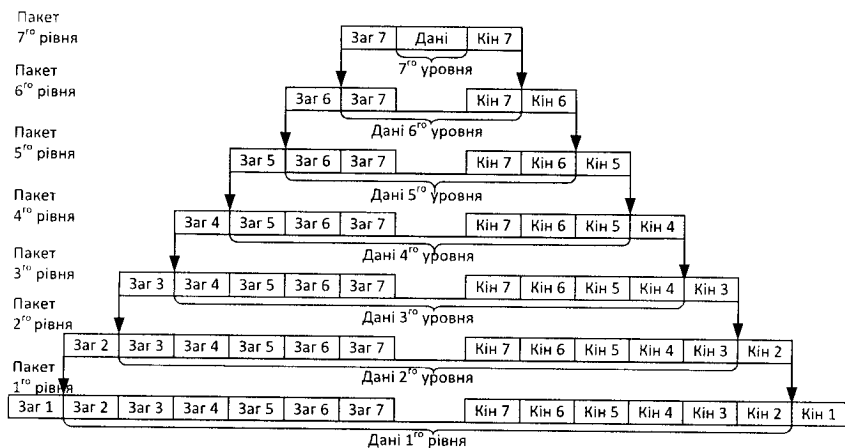 Пакет
7го рівня
Заг 7 Дані Кін 7
7го уровня
Пакет
6го рівня
Заг 6 Заг 7 Кін 7 Кін 6
Дані 6го уровня
Пакет
5го рівня
Заг 5 Заг 6 Заг 7 Кін 7 Кін 6 Кін 5
Дані 5го уровня
Пакет
4го рівня
Заг 4 Заг 5 Заг 6 Заг 7 Кін 7 Кін 6 Кін 5 Кін 4
Дані 4го уровня
Пакет
3го рівня
Заг 3 Заг 4 Заг 5 Заг 6 Заг 7 Кін 7 Кін 6 Кін 5 Кін 4 Кін 3
Дані 3го уровня
Пакет
2го рівня
Заг 2 Заг 3 Заг 4 Заг 5 Заг 6 Заг 7 Кін 7 Кін 6 Кін 5 Кін 4 Кін 3 Кін 2
Дані 2го уровня
Пакет
1го рівня
Заг 1 Заг 2 Заг 3 Заг 4 Заг 5 Заг 6 Заг 7 Кін 7 Кін 6 Кін 5 Кін 4 Кін 3 Кін 2 Кін 1
Дані 1го рівня